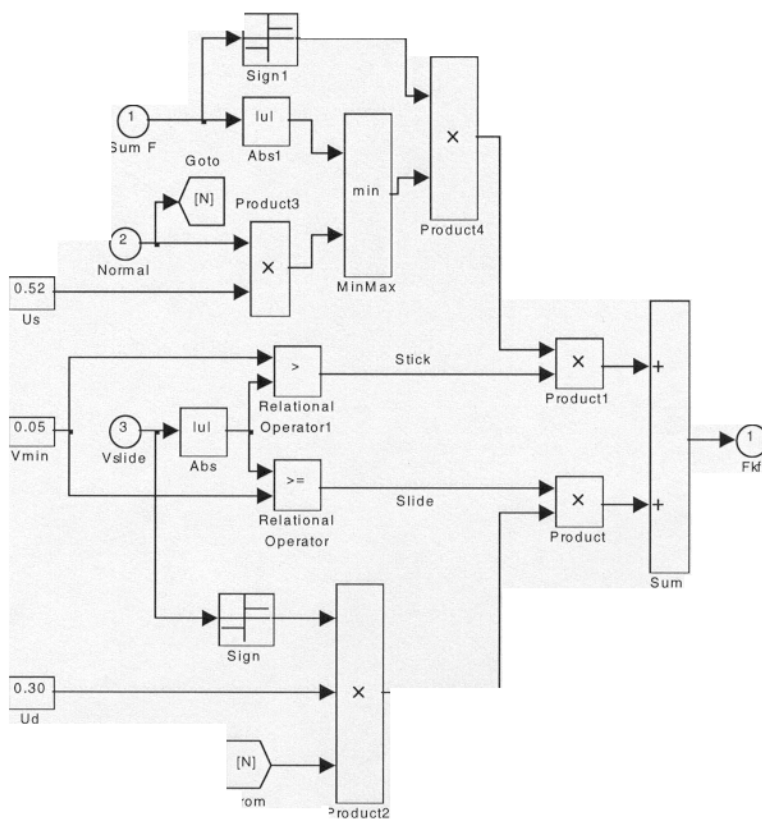 Sign1
1
Sum F
|u|
Abs1
Goto
[N]
min
×
Product3
Product4
2
Normal
×
MinMax
0.52
Us
>
Stick
×
Product1
+
Relational
Operator1
0.05
Vmin
3
Vslide
|u|
Abs
1
Fkf
>=
Slide
×
Product
+
Relational
Operator
Sum
Sign
0.30
Ud
×
[N]
rom
Product2